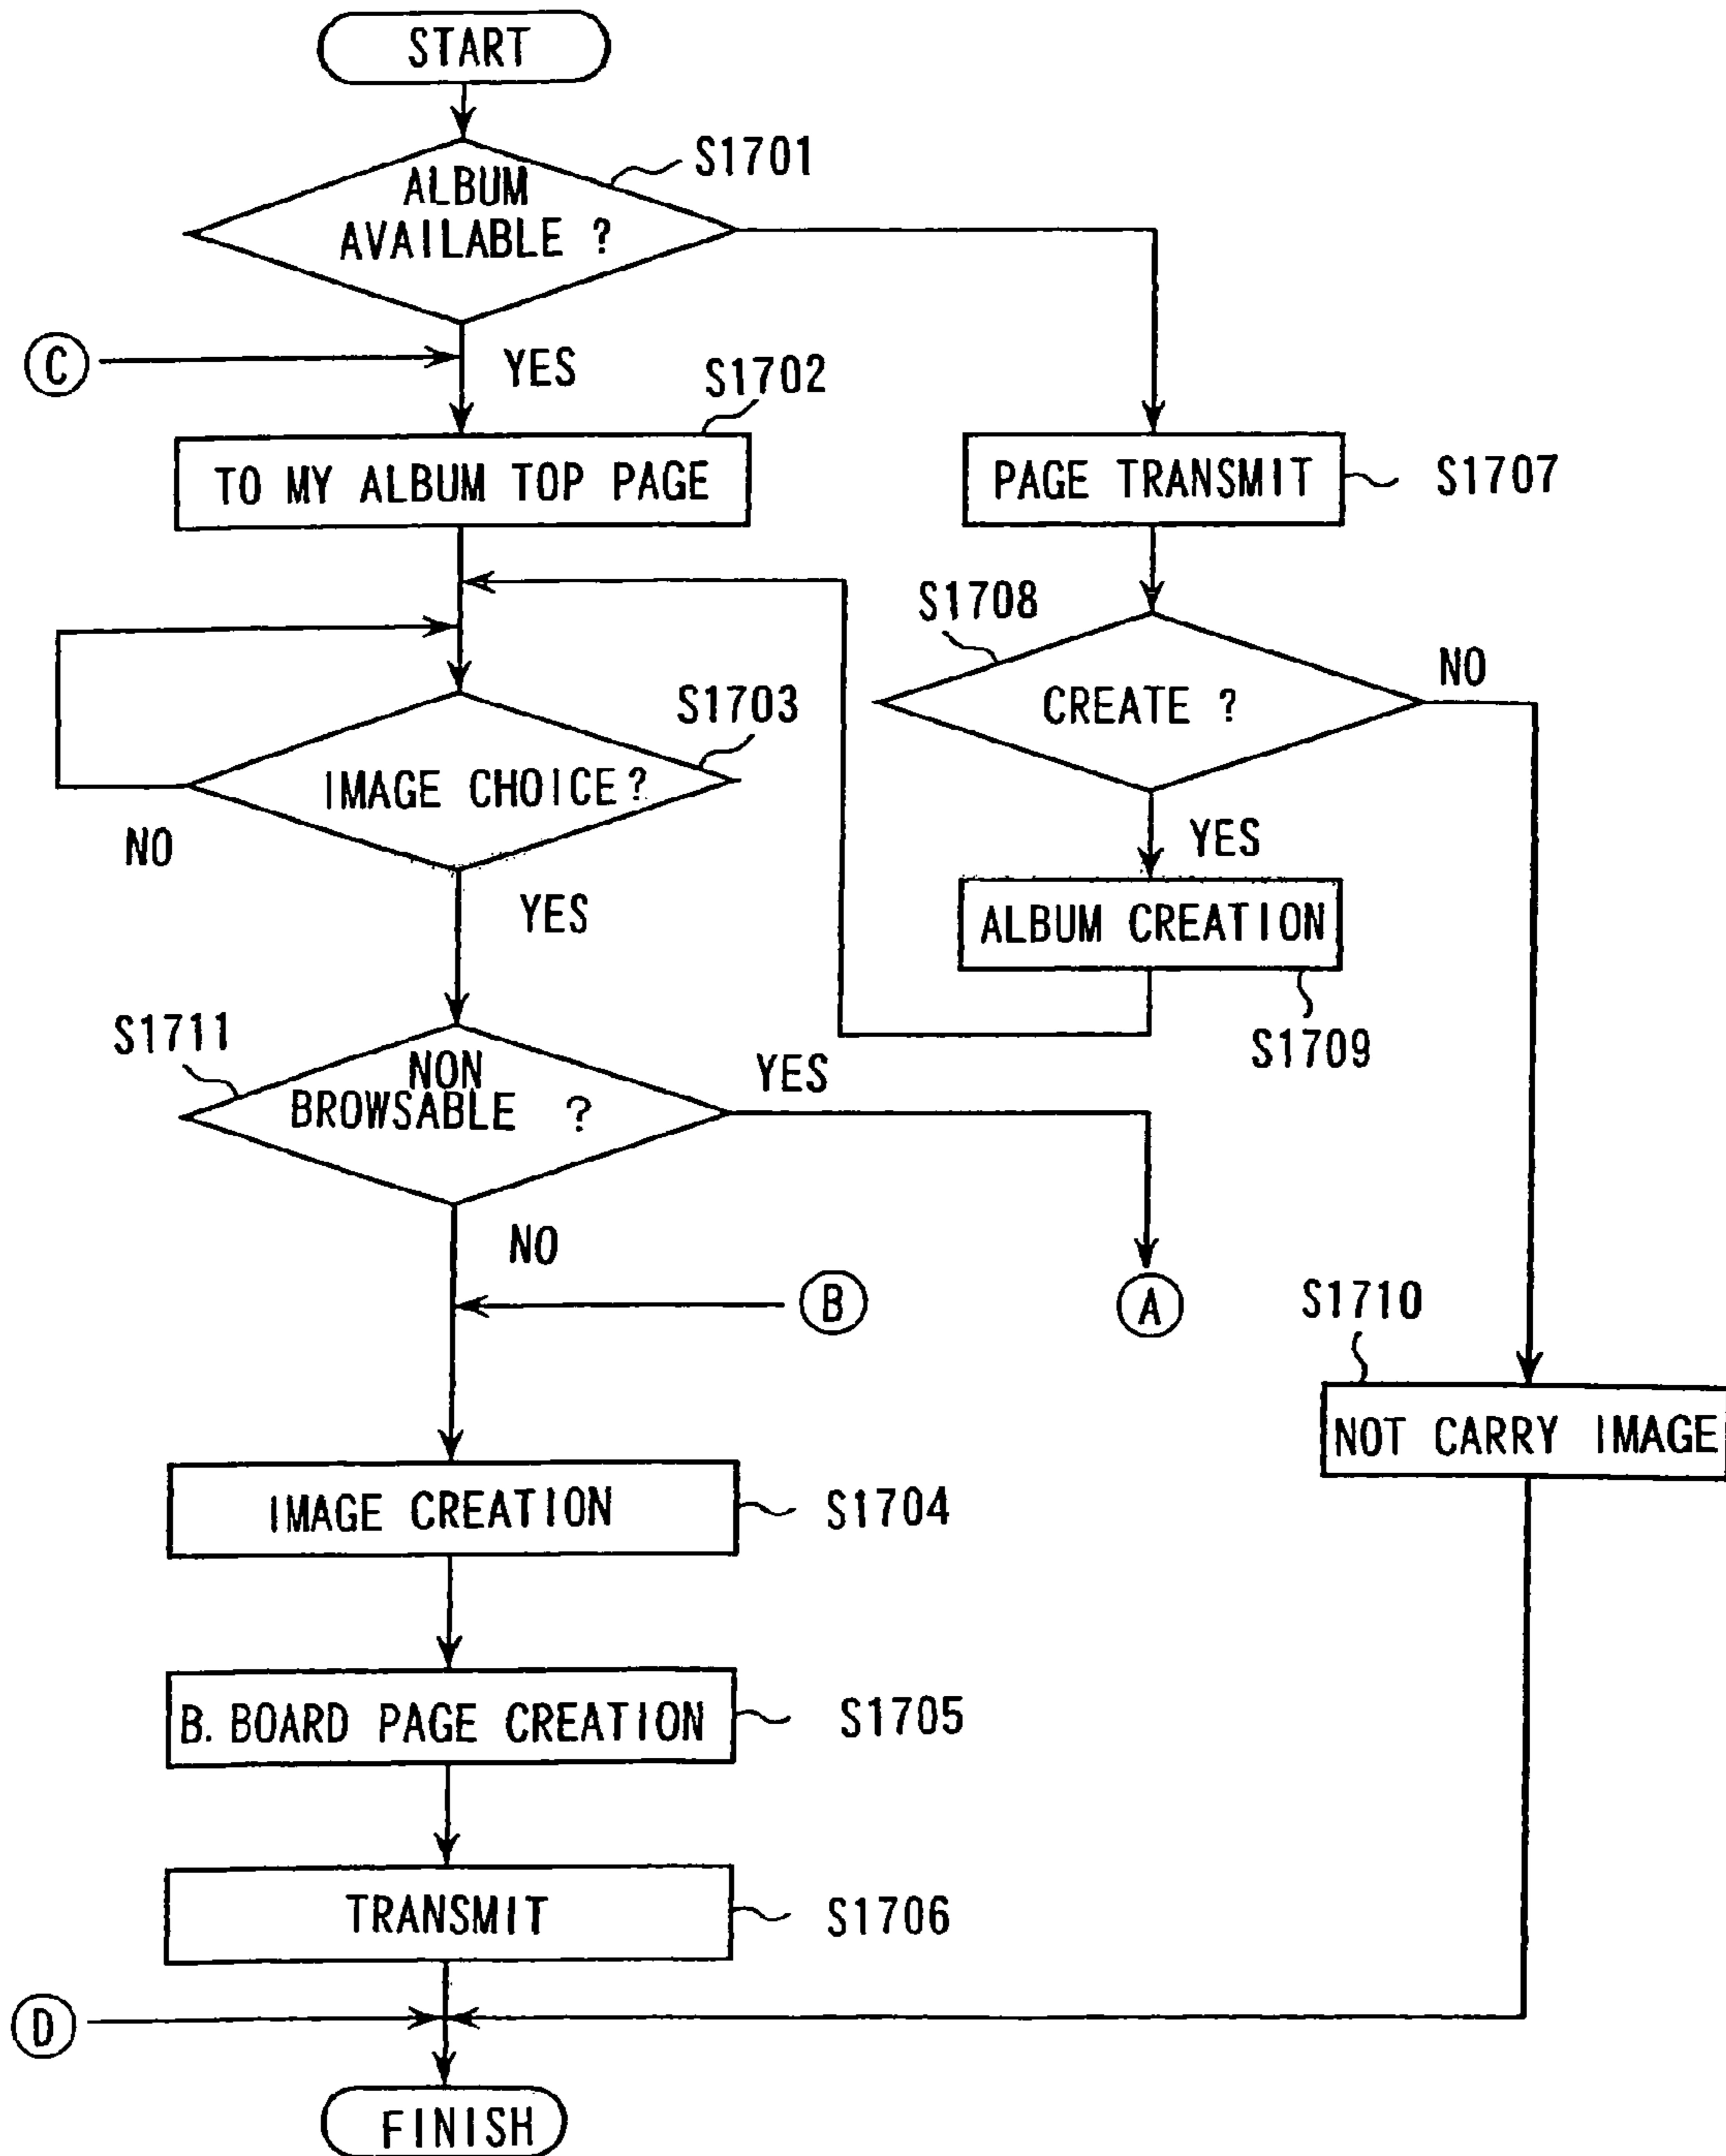 START
S1701
ALBUM
AVAILABLE ?
C
YES
S1702
TO MY ALBUM TOP PAGE
PAGE TRANSMIT
S1707
S1708
NO
S1703
CREATE ?
IMAGE CHOICE?
NO
YES
YES
ALBUM CREATION
S1709
S1711
NON
BROWSABLE ?
YES
NO
B
A
S1710
NOT CARRY IMAGE
IMAGE CREATION
S1704
B. BOARD PAGE CREATION
S1705
TRANSMIT
S1706
D
FINISH